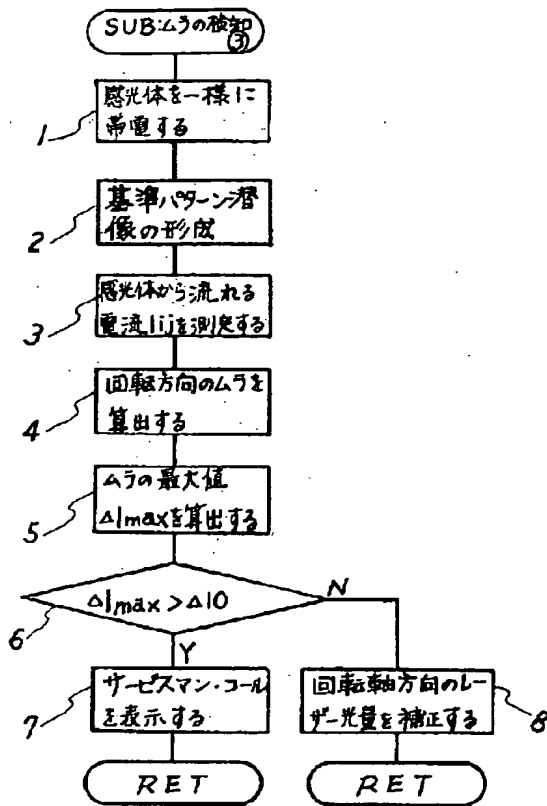 SUB:ムラの検知
③
感光体を一様に
帯電する
1
基準パターン潜
像の形成
2
感光体から流れる
電流Iijを測定する
3
回転方向のムラを
算出する
4
ムラの最大値
ΔImaxを算出する
5
ΔImax>ΔI0
N
6
Y
サービスマン・コール
を表示する
7
回転軸方向のレー
ザー光量を補正する
8
RET
RET